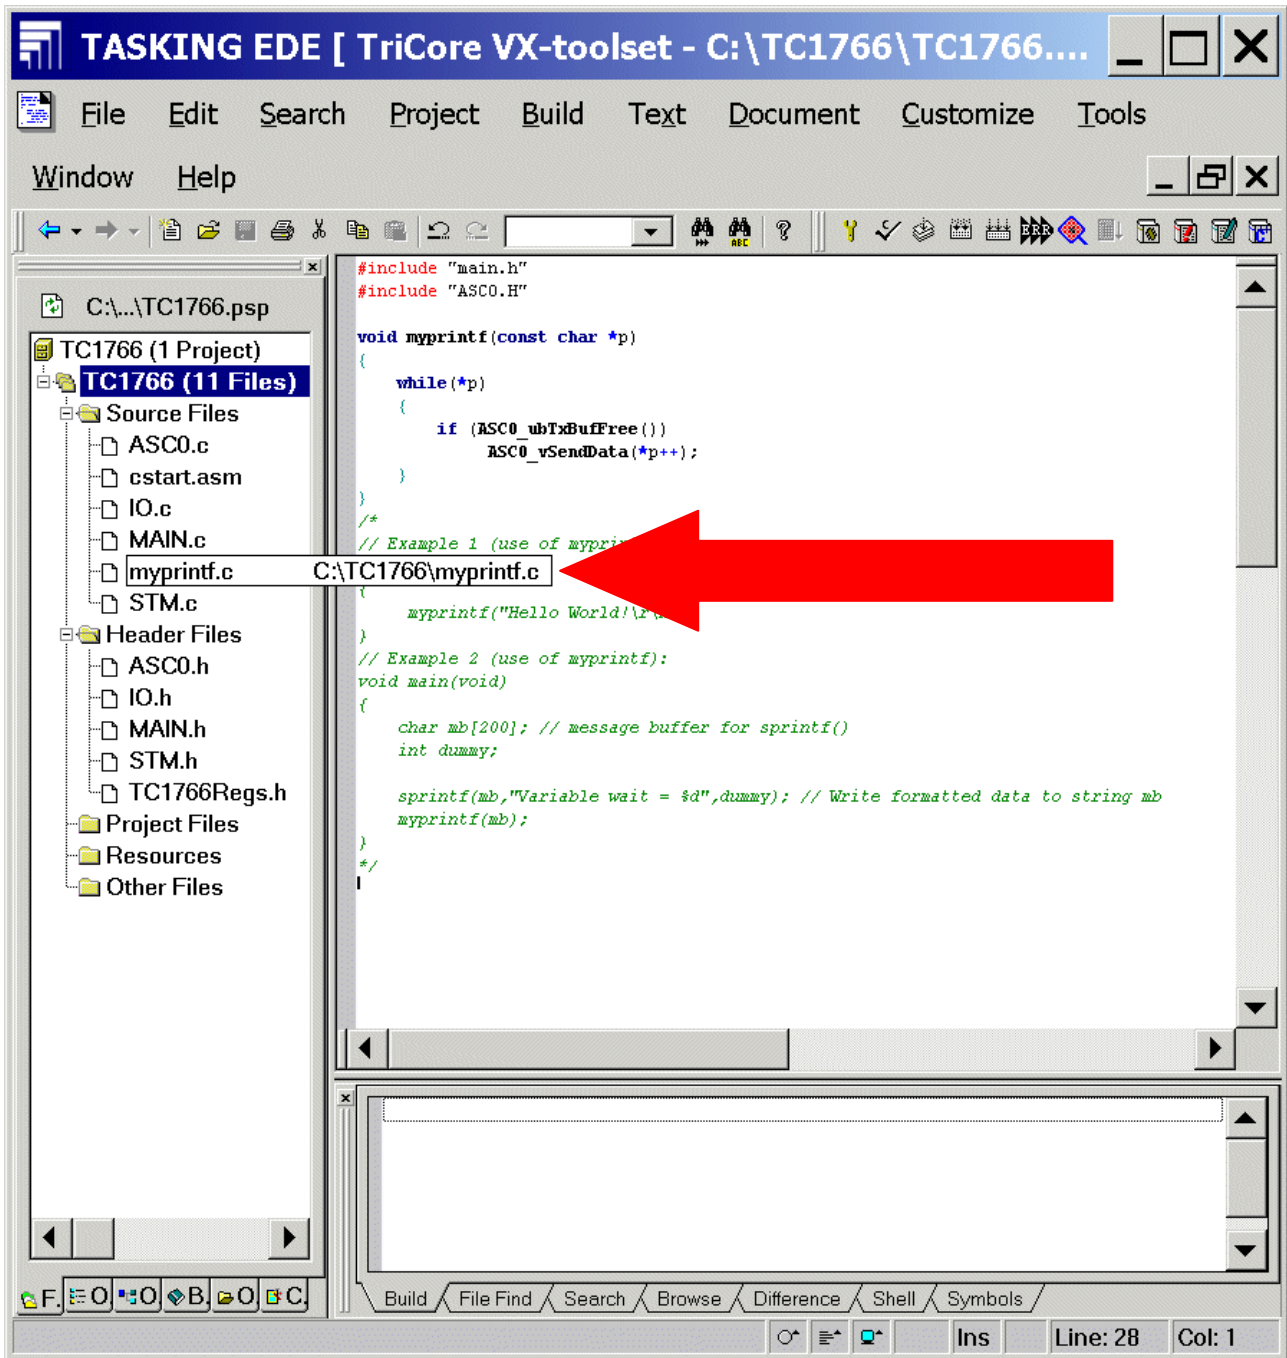 TASKING EDE [ TriCore VX-toolset - C:\TC1766\TC1766....
File Edit Search Project Build Text Document Customize Tools
Window Help
C:\...\TC1766.psp
TC1766 (1 Project)
TC1766 (11 Files)
Source Files
ASC0.c
cstart.asm
IO.c
MAIN.c
myprintf.c C:\TC1766\myprintf.c
STM.c
Header Files
ASC0.h
IO.h
MAIN.h
STM.h
TC1766Regs.h
Project Files
Resources
Other Files
F. O O B. O C.
#include "main.h"
#include "ASC0.H"
void myprintf(const char *p)
{
while(*p)
{
if (ASC0_ubTxBufFree())
ASC0_vSendData(*p++);
}
}
/*
// Example 1 (use of myprin
{
myprintf("Hello World!\r\
}
// Example 2 (use of myprintf):
void main(void)
{
char mb[200]; // message buffer for sprintf()
int dummy;
sprintf(mb,"Variable wait = %d",dummy); // Write formatted data to string mb
myprintf(mb);
}
*/
Build File Find Search Browse Difference Shell Symbols
Ins Line: 28 Col: 1